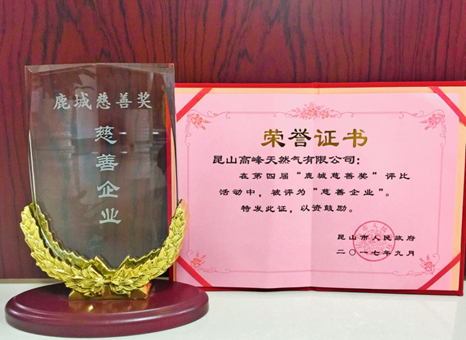 鹿城慈善奖
慈善企业
荣誉证书
昆山高峰天然气有限公司：
在第四届“鹿城慈善奖”评比
活动中，被评为“慈善企业”。
特发此证，以资鼓励。
昆山市人民政府
二〇一七年九月